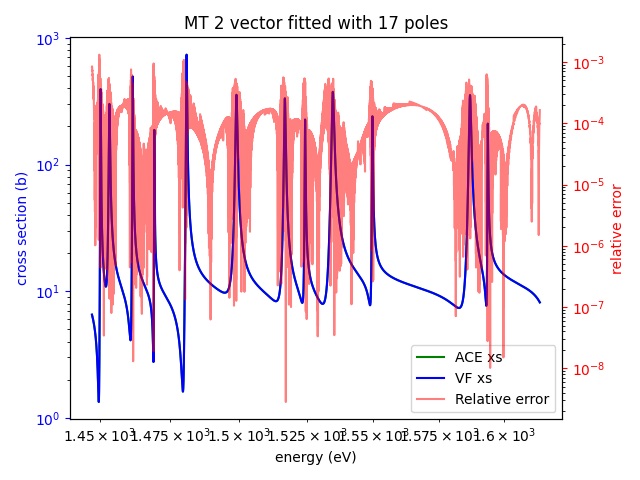 MT 2 vector fitted with 17 poles
10³
10²
10¹
10⁰
cross section (b)
10⁻³
10⁻⁴
10⁻⁵
10⁻⁶
10⁻⁷
10⁻⁸
relative error
ACE xs
VF xs
Relative error
1.45 × 10³ 1.475 × 10³ 1.5 × 10³ 1.525 × 10³ 1.55 × 10³ 1.575 × 10³ 1.6 × 10³
energy (eV)